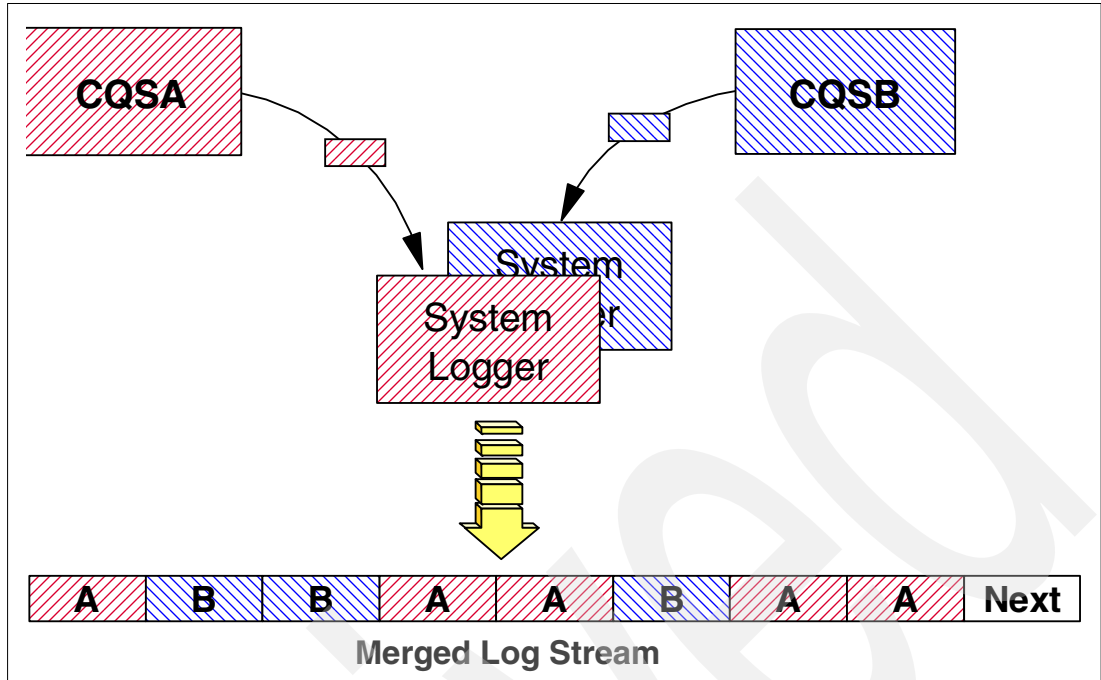 CQSA
CQSB
System
System
Logger
A B B A A B A A Next
Merged Log Stream